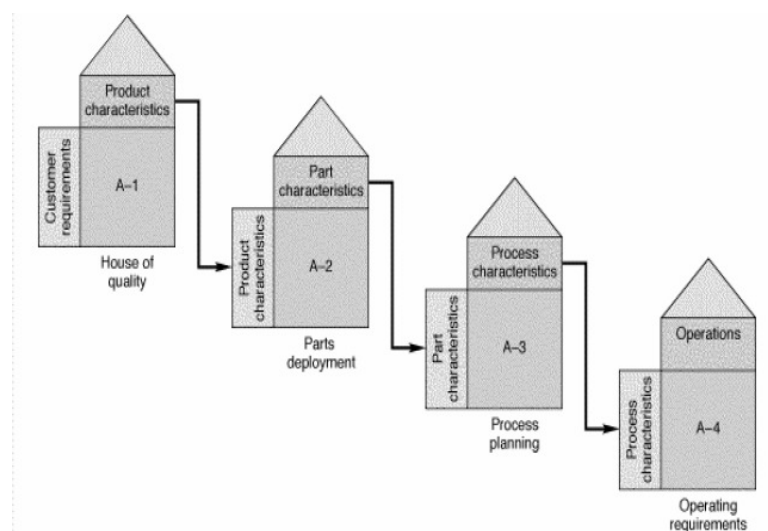 Product
characteristics
Customer
requirements
A–1
House of
quality
Part
characteristics
Product
characteristics
A–2
Parts
deployment
Process
characteristics
Part
characteristics
A–3
Process
planning
Operations
Process
characteristics
A–4
Operating
requirements